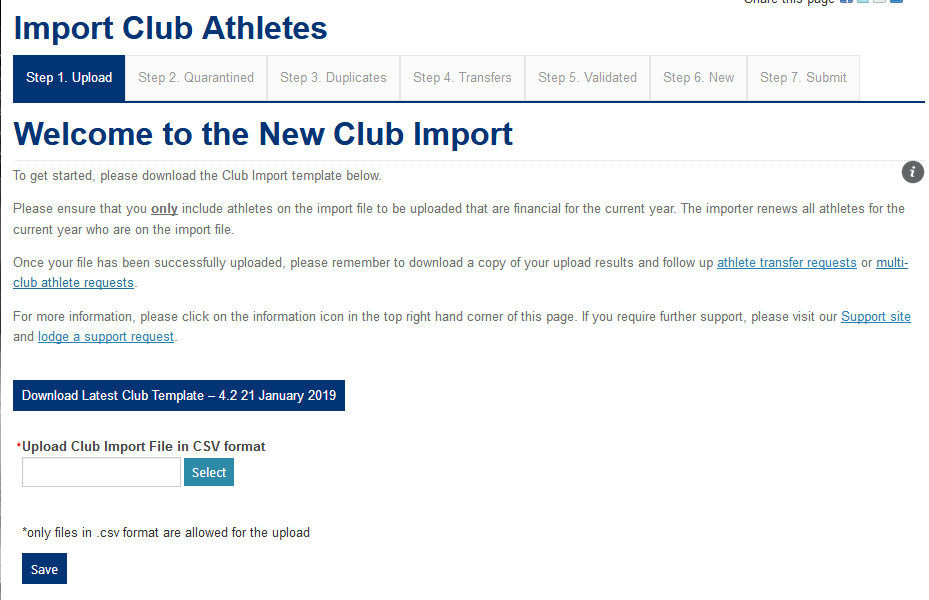 Share this page
Import Club Athletes
Step 1. Upload Step 2. Quarantined Step 3. Duplicates Step 4. Transfers Step 5. Validated Step 6. New Step 7. Submit
Welcome to the New Club Import
i
To get started, please download the Club Import template below.
Please ensure that you only include athletes on the import file to be uploaded that are financial for the current year. The importer renews all athletes for the
current year who are on the import file.
Once your file has been successfully uploaded, please remember to download a copy of your upload results and follow up athlete transfer requests or multi-
club athlete requests.
For more information, please click on the information icon in the top right hand corner of this page. If you require further support, please visit our Support site
and lodge a support request.
Download Latest Club Template – 4.2 21 January 2019
*Upload Club Import File in CSV format
Select
*only files in .csv format are allowed for the upload
Save